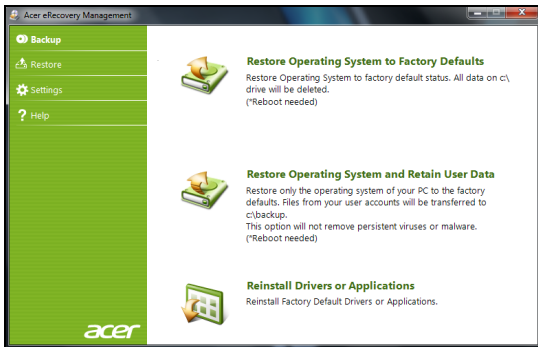 Acer eRecovery Management
Backup
Restore
Settings
Help
Restore Operating System to Factory Defaults
Restore Operating System to factory default status. All data on c:\
drive will be deleted.
(*Reboot needed)
Restore Operating System and Retain User Data
Restore only the operating system of your PC to the factory
defaults. Files from your user accounts will be transferred to
c:\backup.
This option will not remove persistent viruses or malware.
(*Reboot needed)
Reinstall Drivers or Applications
Reinstall Factory Default Drivers or Applications.
acer